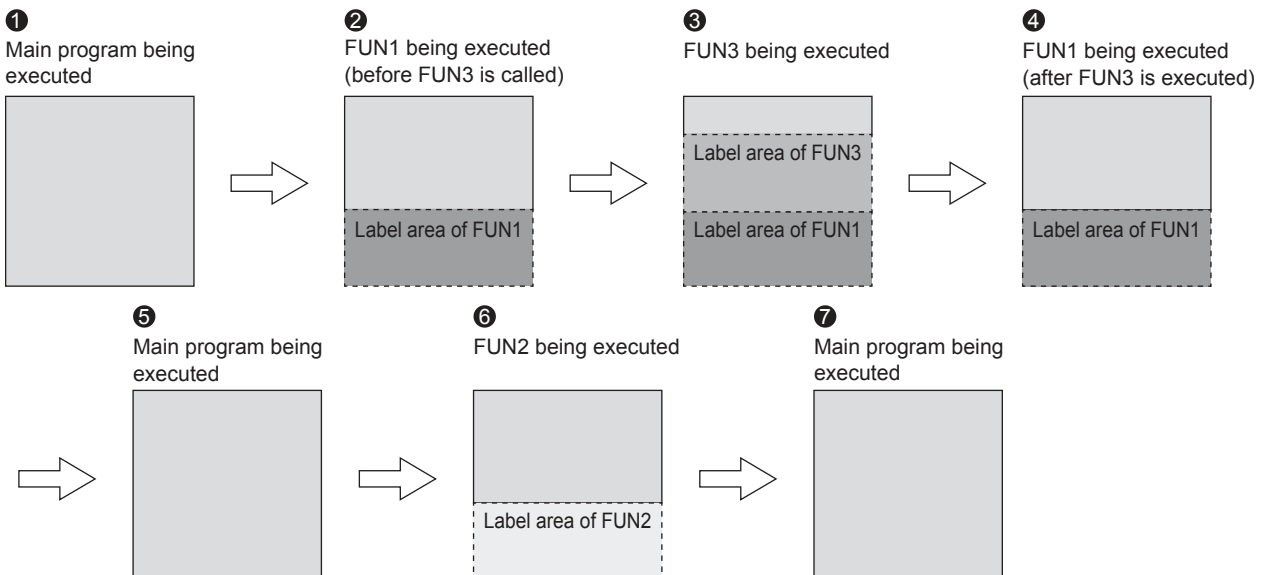 ❶
Main program being
executed
❷
FUN1 being executed
(before FUN3 is called)
❸
FUN3 being executed
❹
FUN1 being executed
(after FUN3 is executed)
Label area of FUN1
Label area of FUN3
Label area of FUN1
Label area of FUN1
❺
Main program being
executed
❻
FUN2 being executed
❼
Main program being
executed
Label area of FUN2